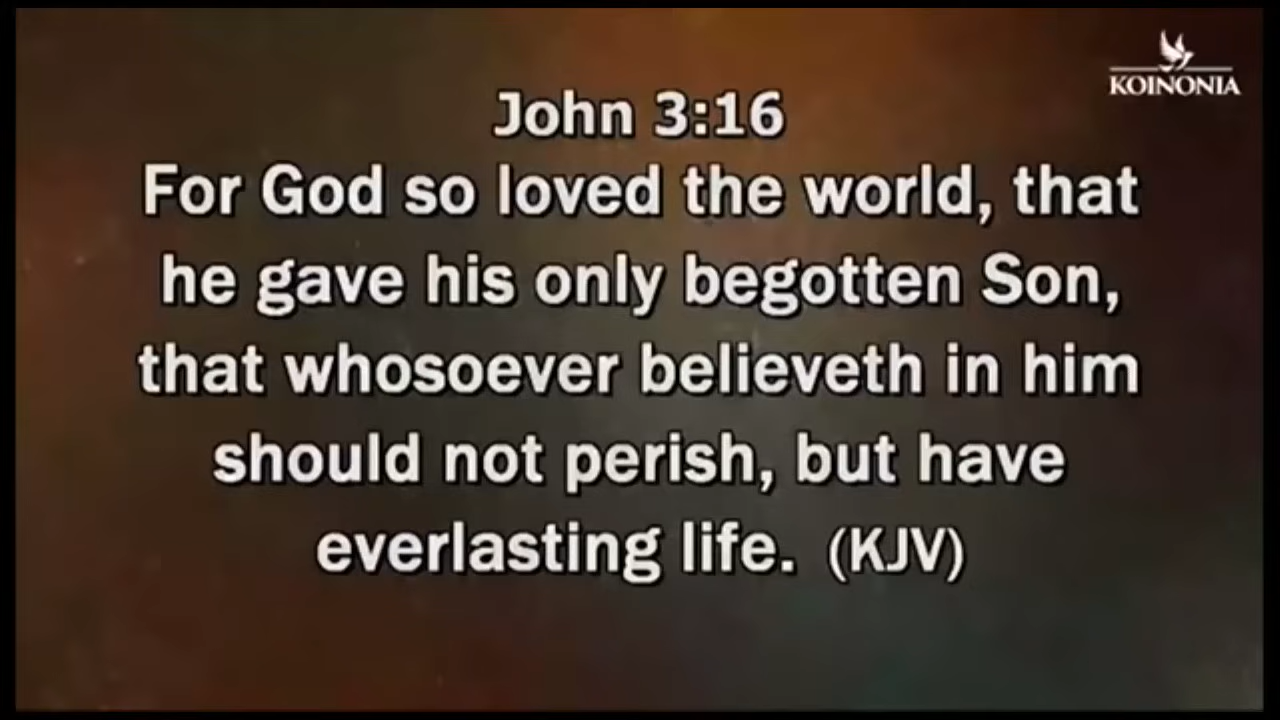 KOINONIA
John 3:16
For God so loved the world, that
he gave his only begotten Son,
that whosoever believeth in him
should not perish, but have
everlasting life. (KJV)